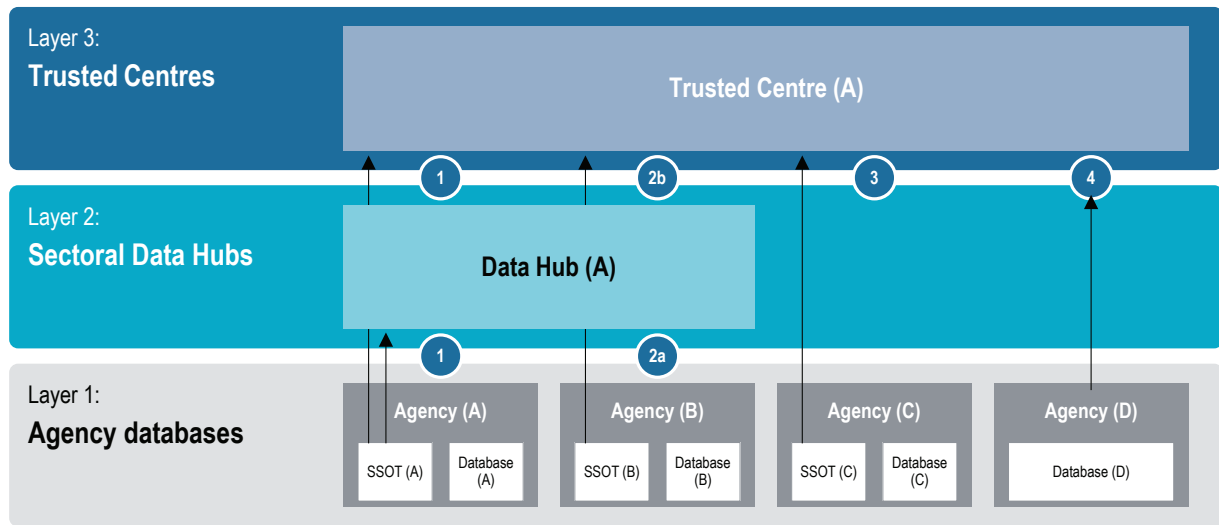 Layer 3:
Trusted Centres
Trusted Centre (A)
1
2b
3
4
Layer 2:
Sectoral Data Hubs
Data Hub (A)
1
2a
Layer 1:
Agency databases
Agency (A)
SSOT (A)
Database
(A)
Agency (B)
SSOT (B)
Database
(B)
Agency (C)
SSOT (C)
Database
(C)
Agency (D)
Database (D)